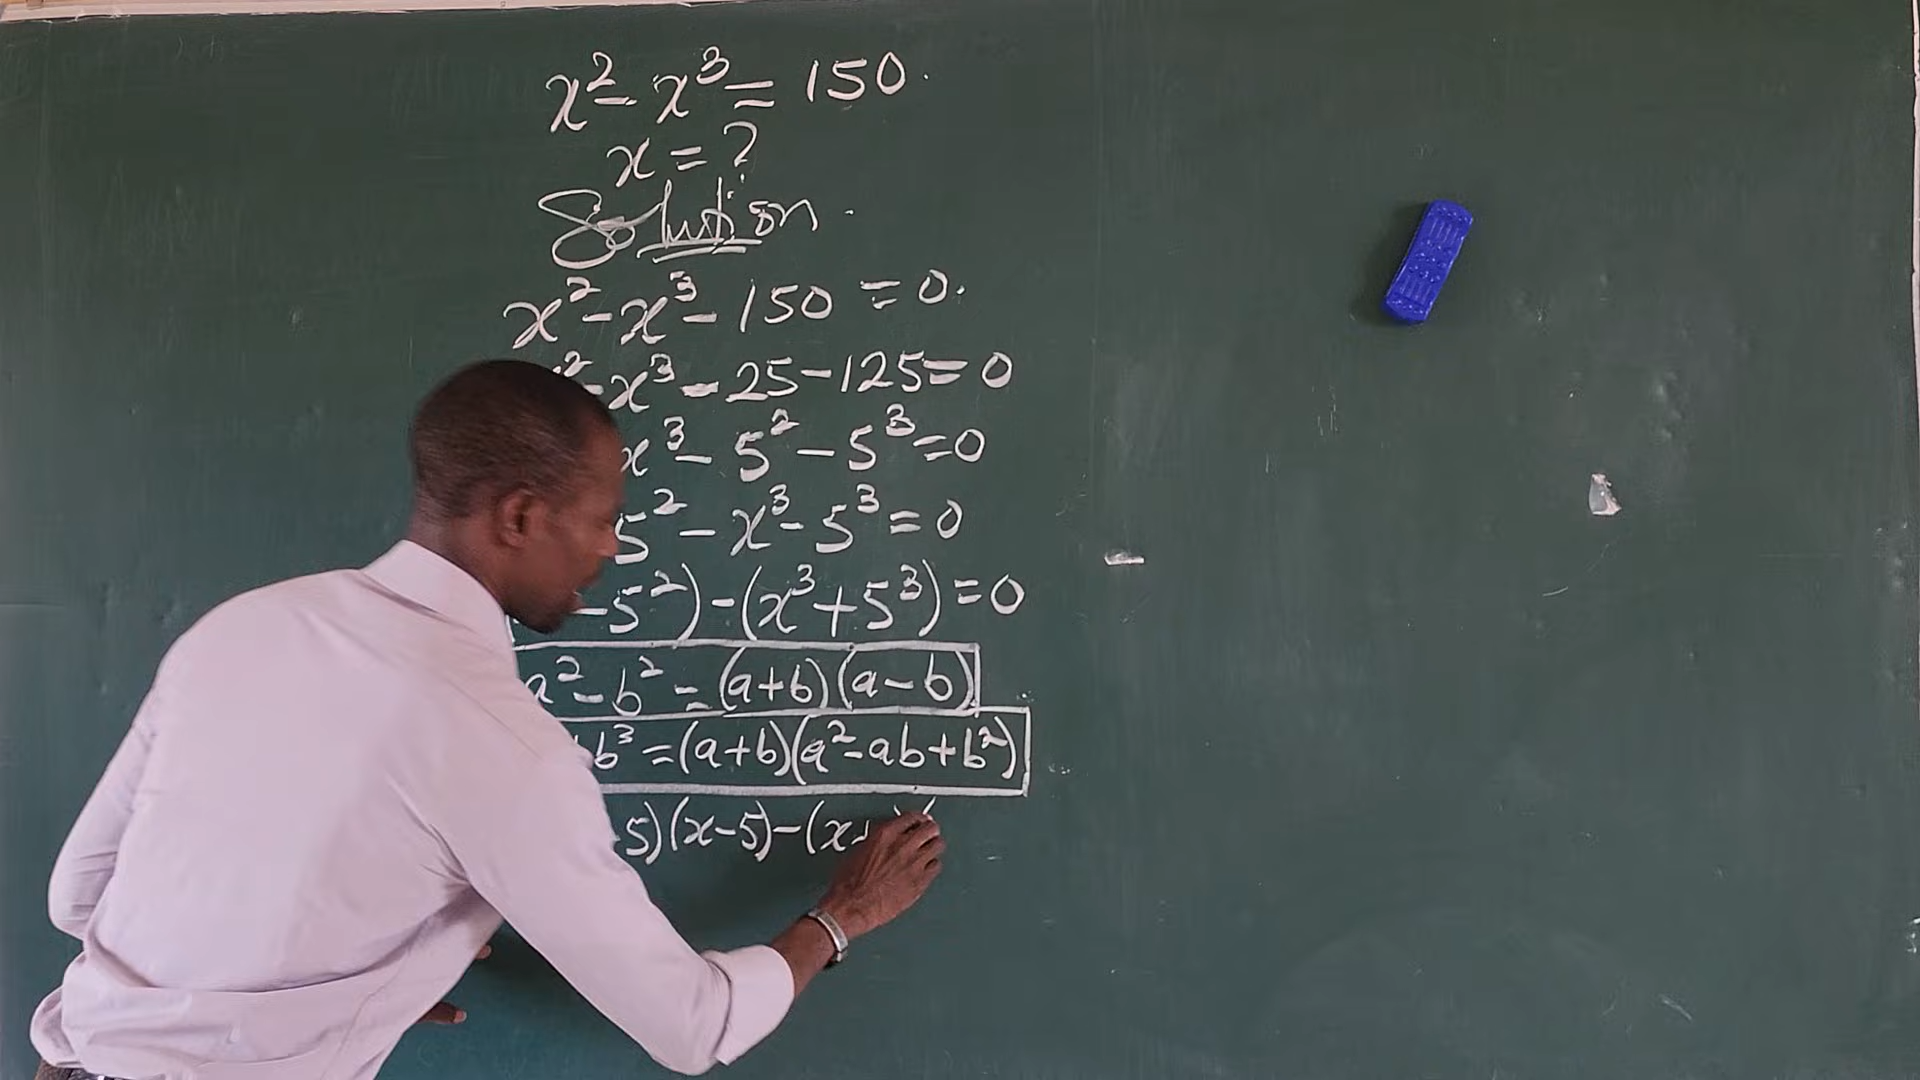 x² - x³ = 150.
x = ?
Solution.
x² - x³ - 150 = 0.
² - x³ - 25 - 125 = 0
x³ - 5² - 5³ = 0
5² - x³ - 5³ = 0
- 5²) - (x³ + 5³) = 0
a² - b² = (a+b)(a-b)
b³ = (a+b)(a² - ab + b²)
5)(x-5) - (x+